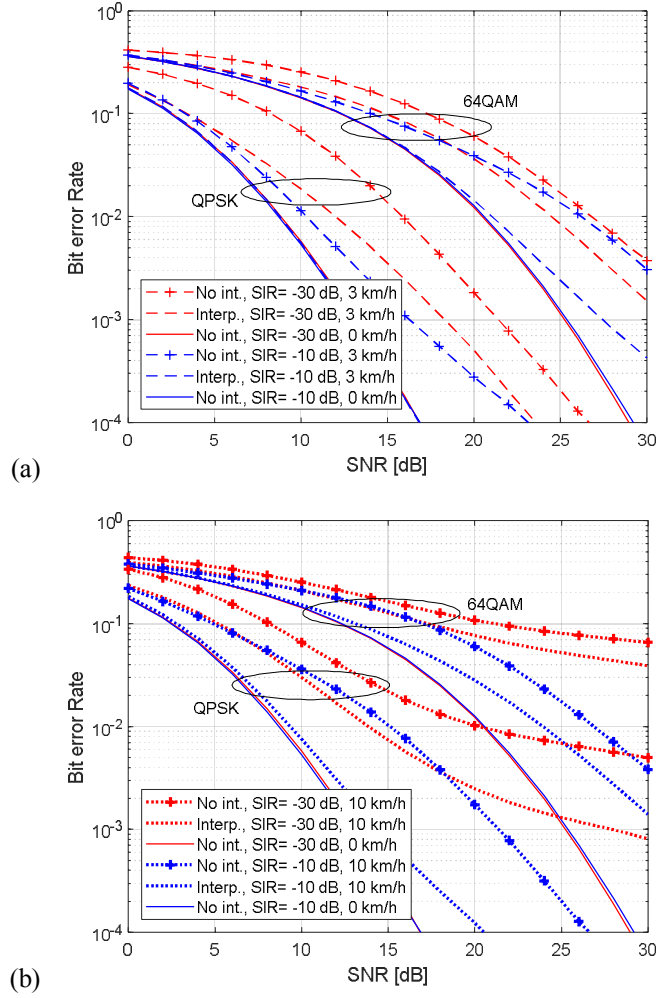 10^0
10^-1
10^-2
10^-3
10^-4
Bit error Rate
64QAM
QPSK
No int., SIR= -30 dB, 3 km/h
Interp., SIR= -30 dB, 3 km/h
No int., SIR= -30 dB, 0 km/h
No int., SIR= -10 dB, 3 km/h
Interp., SIR= -10 dB, 3 km/h
No int., SIR= -10 dB, 0 km/h
0 5 10 15 20 25 30
SNR [dB]
(a)
10^0
10^-1
10^-2
10^-3
10^-4
Bit error Rate
64QAM
QPSK
No int., SIR= -30 dB, 10 km/h
Interp., SIR= -30 dB, 10 km/h
No int., SIR= -30 dB, 0 km/h
No int., SIR= -10 dB, 10 km/h
Interp., SIR= -10 dB, 10 km/h
No int., SIR= -10 dB, 0 km/h
0 5 10 15 20 25 30
SNR [dB]
(b)